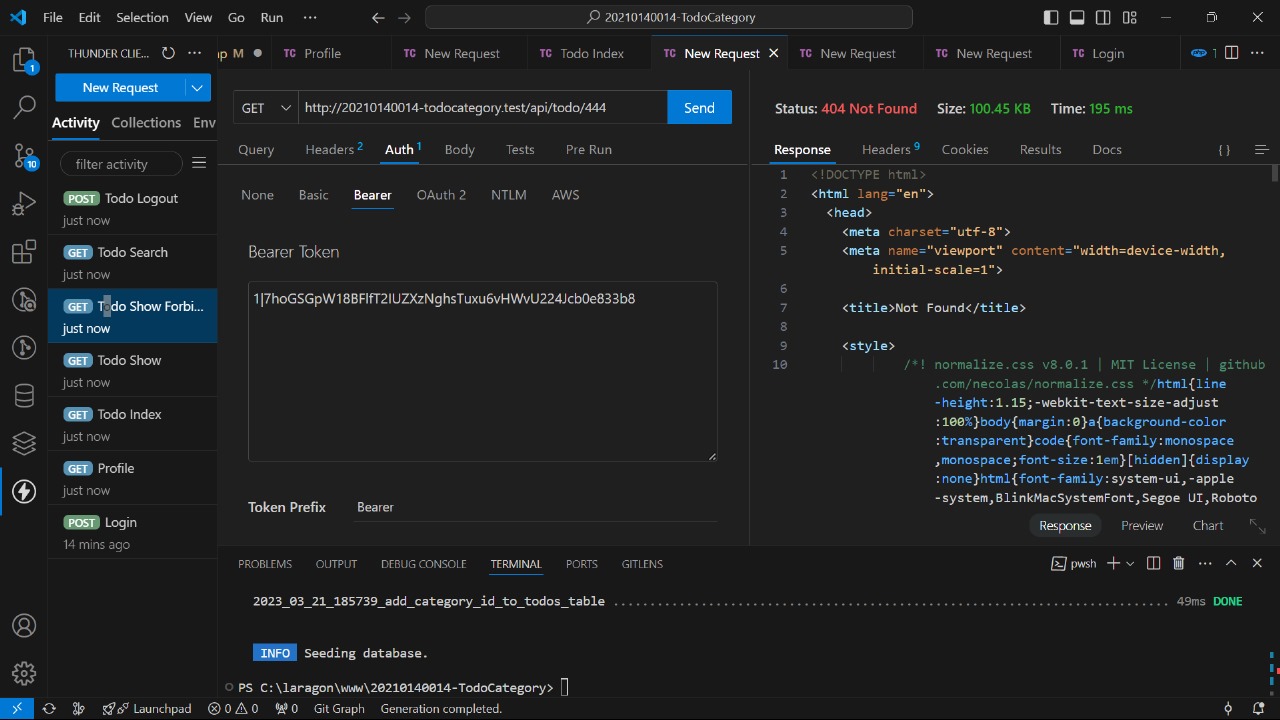 File Edit Selection View Go Run ··· 20210140014-TodoCategory
THUNDER CLIE... ··· p M TC Profile TC New Request TC Todo Index TC New Request TC New Request TC New Request TC Login
New Request
Activity Collections Env
filter activity
POST Todo Logout
just now
GET Todo Search
just now
GET Todo Show Forbi...
just now
GET Todo Show
just now
GET Todo Index
just now
GET Profile
just now
POST Login
14 mins ago
1
10
GET http://20210140014-todocategory.test/api/todo/444 Send
Query Headers 2 Auth 1 Body Tests Pre Run
None Basic Bearer OAuth 2 NTLM AWS
Bearer Token
Token Prefix Bearer
Status: 404 Not Found Size: 100.45 KB Time: 195 ms
Response Headers 9 Cookies Results Docs { }
1 <!DOCTYPE html>
2 <html lang="en">
3 <head>
4 <meta charset="utf-8">
5 <meta name="viewport" content="width=device-width,
initial-scale=1">
6
7 <title>Not Found</title>
8
9 <style>
10 /*! normalize.css v8.0.1 | MIT License | github
.com/necolas/normalize.css */html{line
-height:1.15;-webkit-text-size-adjust
:100%}body{margin:0}a{background-color
:transparent}code{font-family:monospace
,monospace;font-size:1em}[hidden]{display
:none}html{font-family:system-ui,-apple
-system,BlinkMacSystemFont,Segoe UI,Roboto
Response Preview Chart
PROBLEMS OUTPUT DEBUG CONSOLE TERMINAL PORTS GITLENS pwsh
2023_03_21_185739_add_category_id_to_todos_table ........................................................................ 49ms DONE
INFO Seeding database.
PS C:\laragon\www\20210140014-TodoCategory>
Launchpad 0 0 0 Git Graph Generation completed.